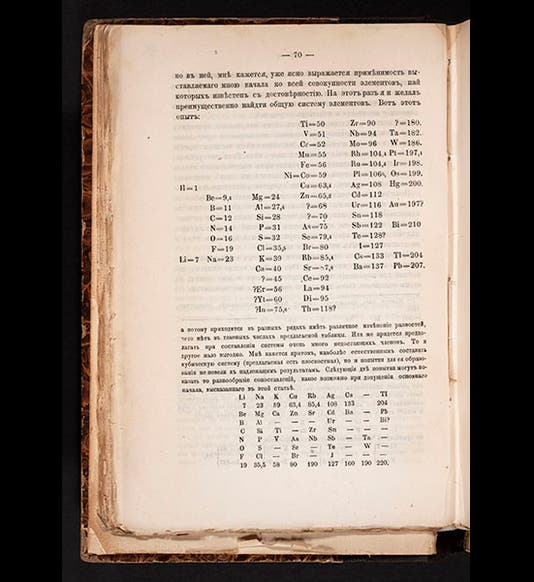 — 70 —
но въ ней, мнѣ кажется, уже ясно выражается примѣнимость вы-
ставляемаго мною начала ко всей совокупности элементовъ, пай
которыхъ извѣстенъ съ достовѣрностію. На этотъ разъ я и желалъ
преимущественно найдти общую систему элементовъ. Вотъ этотъ
опытъ:
Ti=50 Zr=90 ?=180.
V=51 Nb=94 Ta=182.
Cr=52 Mo=96 W=186.
Mn=55 Rh=104,4 Pt=197,4
Fe=56 Ru=104,4 Ir=198.
Ni=Co=59 Pl=106,6 Os=199.
H=1 Cu=63,4 Ag=108 Hg=200.
Be=9,4 Mg=24 Zn=65,2 Cd=112
B=11 Al=27,4 ?=68 Ur=116 Au=197?
C=12 Si=28 ?=70 Sn=118
N=14 P=31 As=75 Sb=122 Bi=210
O=16 S=32 Se=79,4 Te=128?
F=19 Cl=35,5 Br=80 I=127
Li=7 Na=23 K=39 Rb=85,4 Cs=133 Tl=204
Ca=40 Sr=87,6 Ba=137 Pb=207.
?=45 Ce=92
?Er=56 La=94
?Yt=60 Di=95
?In=75,6 Th=118?
а потому приходится въ разныхъ рядахъ имѣть различное измѣненіе разностей,
чего нѣтъ въ главныхъ числахъ предлагаемой таблицы. Или же придется предпо-
лагать при составленіи системы очень много недостающихъ членовъ. То и
другое мало выгодно. Мнѣ кажется притомъ, наиболѣе естественнымъ составить
кубическую систему (предлагаемая есть плоскостная), но и попытки для ея образо-
ванія не повели къ надлежащимъ результатамъ. Слѣдующія двѣ попытки могутъ по-
казать то разнообразіе сопоставленій, какое возможно при допущеніи основнаго
начала, высказаннаго въ этой статьѣ.
Li Na K Cu Rb Ag Cs — Tl
7 23 39 63,4 85,4 108 133 204
Be Mg Ca Zn Sr Cd Ba — Pb
B Al — — — Ur — — Bi?
C Si Ti — Zr Sn — — —
N P V As Nb Sb — Ta —
O S — Se — Te — W —
F Cl — Br — J — — —
19 35,5 58 80 190 127 160 190 220.